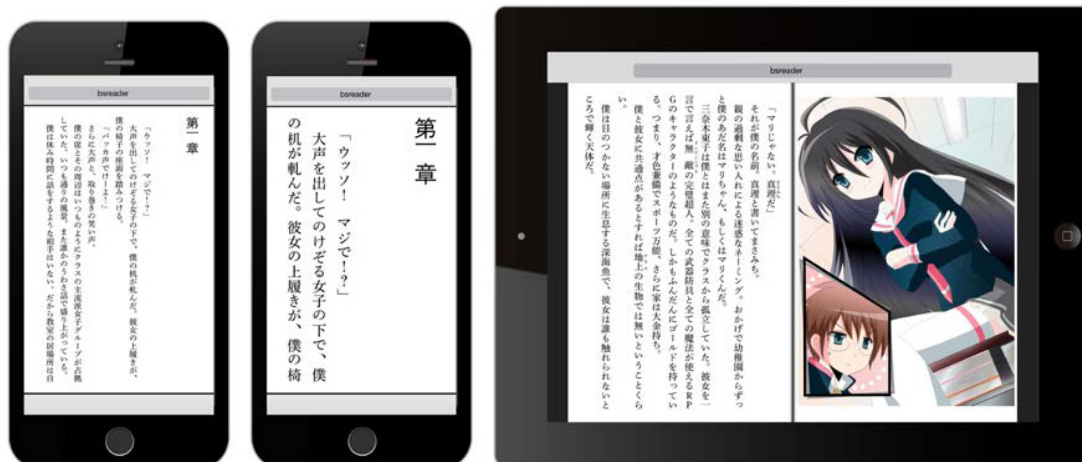 bsreader
第一章
「ウッソ!　マジで!?」
大声を出してのけぞる女子の下で、僕の机が軋んだ。彼女の上履きが、
僕の椅子の座面を踏みつける。
「バッカ声でけーよ!」
さらに大声と、取り巻きの笑い声。
僕の席とその周辺はいつものようにクラスの主流派女子グループが占拠
していた。いつも通りの風景。また誰かのうわさ話で盛り上がっている。
僕は休み時間に話をするような相手はいない。だから教室の居場所は自
bsreader
第一章
「ウッソ!　マジで!?」
大声を出してのけぞる女子の下で、僕
の机が軋んだ。彼女の上履きが、僕の椅
bsreader
「マリじゃない。真理だ」
それが僕の名前。真理と書いてまさみち。
親の過剰な思い入れによる迷惑なネーミング。おかげで幼稚園からずっ
と僕のあだ名はマリちゃん、もしくはマリくんだ。
三奈木東子は僕とはまた別の意味でクラスから孤立していた。彼女を一
言で言えば無敵の完璧超人。全ての武器防具と全ての魔法が使えるRP
Gのキャラクターのようなものだ。しかもふんだんにゴールドを持ってい
る。つまり、才色兼備でスポーツ万能、さらに家は大金持ち。
僕と彼女に共通点があるとすれば地上の生物では無いということくら
い。
僕は日のつかない場所に生息する深海魚で、彼女は誰も触れられないと
ころで輝く天体だ。